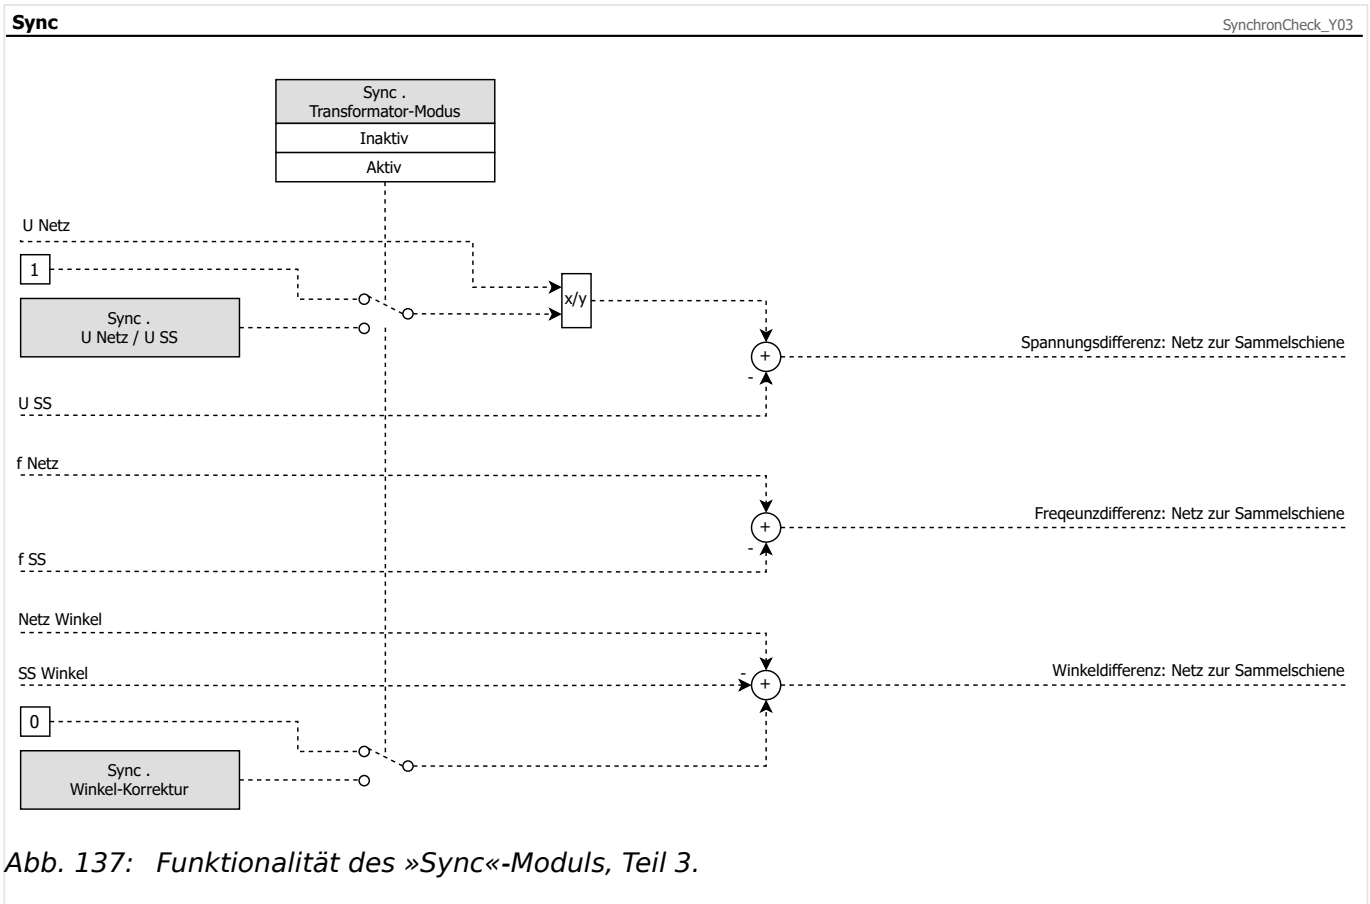 Sync
SynchronCheck_Y03
Sync .
Transformator-Modus
Inaktiv
Aktiv
U Netz
1
Sync .
U Netz / U SS
x/y
+
-
Spannungsdifferenz: Netz zur Sammelschiene
U SS
f Netz
+
-
Freqeunzdifferenz: Netz zur Sammelschiene
f SS
Netz Winkel
SS Winkel
-
+
Winkeldifferenz: Netz zur Sammelschiene
0
Sync .
Winkel-Korrektur
Abb. 137: Funktionalität des »Sync«-Moduls, Teil 3.